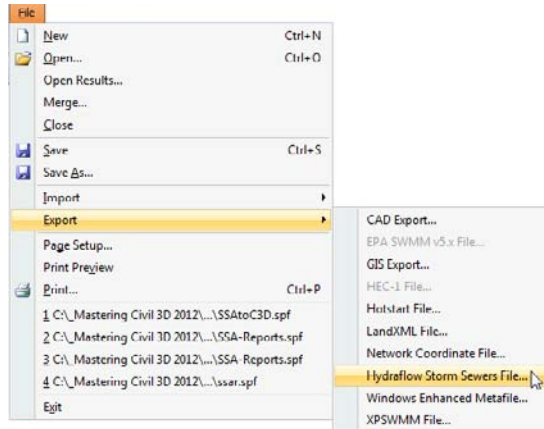 File
New Ctrl+N
Open... Ctrl+O
Open Results...
Merge...
Close
Save Ctrl+S
Save As...
Import
Export
Page Setup...
Print Preview
Print... Ctrl+P
1 C:\_Mastering Civil 3D 2012\...\SSAtoC3D.spf
2 C:\_Mastering Civil 3D 2012\...\SSA-Reports.spf
3 C:\_Mastering Civil 3D 2012\...\SSA-Reports.spf
4 C:\_Mastering Civil 3D 2012\...\ssar.spf
Exit
CAD Export...
EPA SWMM v5.x File...
GIS Export...
HEC-1 File...
Hotstart File...
LandXML File...
Network Coordinate File...
Hydraflow Storm Sewers File...
Windows Enhanced Metafile...
XPSWMM File...